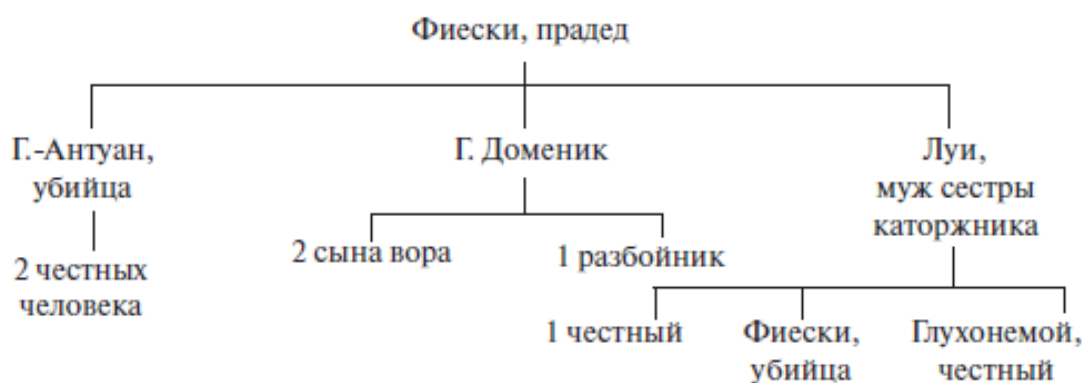 Фиески, прадед
Г.-Антуан,
убийца
Г. Доменик
Луи,
муж сестры
каторжника
2 честных
человека
2 сына вора
1 разбойник
1 честный
Фиески,
убийца
Глухонемой,
честный